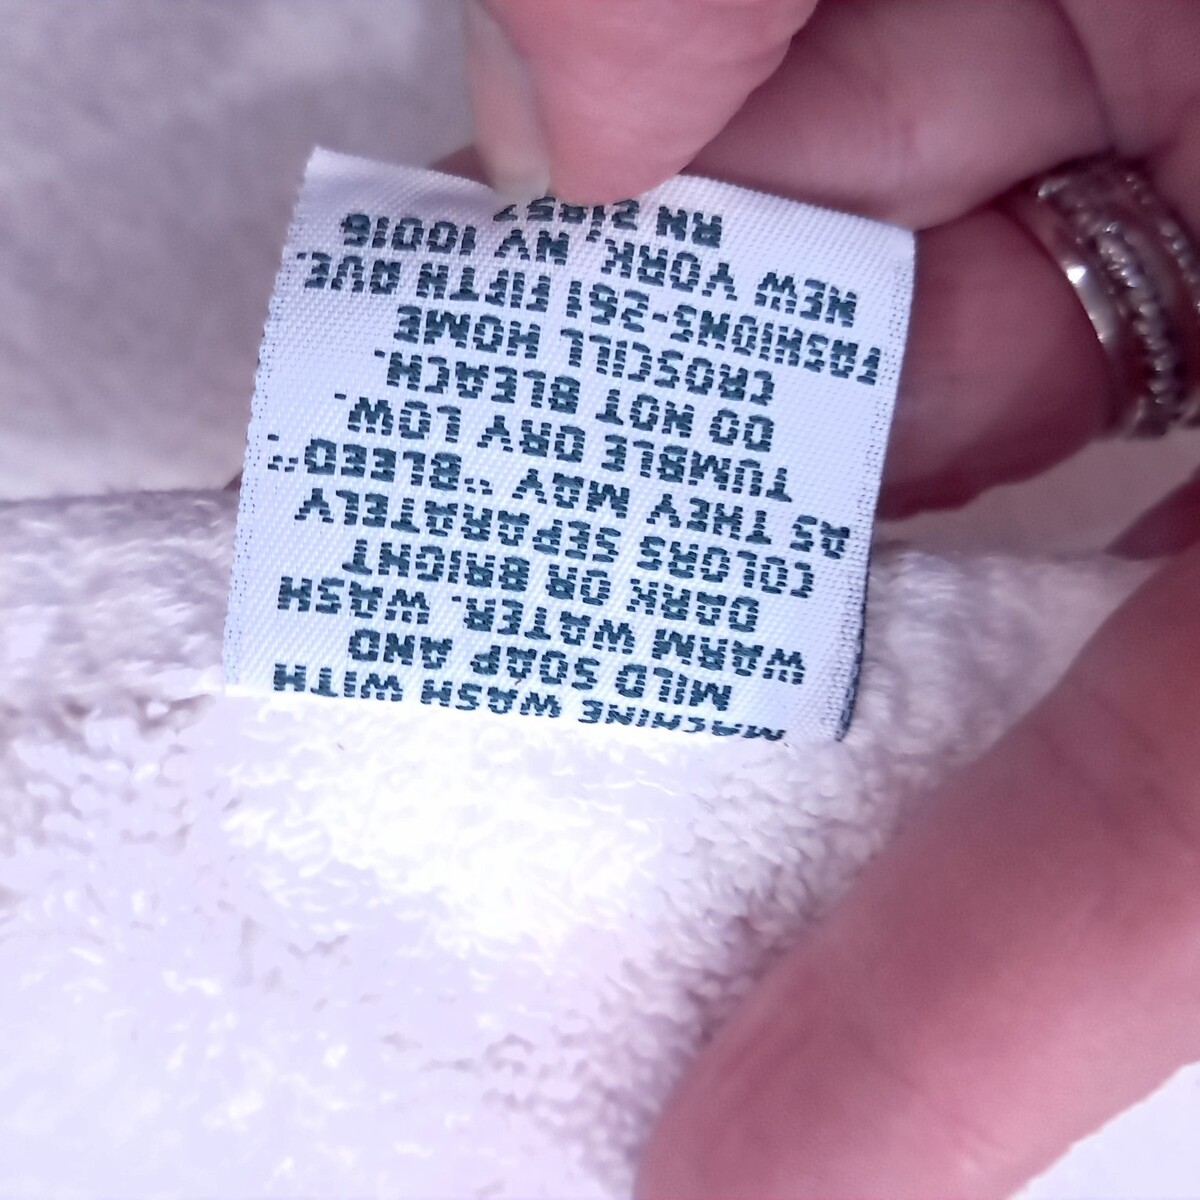 MACHINE WASH WITH
MILD SOAP AND
WARM WATER. WASH
DARK OR BRIGHT
COLORS SEPARATELY
AS THEY MAY "BLEED".
TUMBLE DRY LOW.
DO NOT BLEACH.
CROSCILL HOME
FASHIONS-261 FIFTH AVE.
NEW YORK, NY 10016
RN